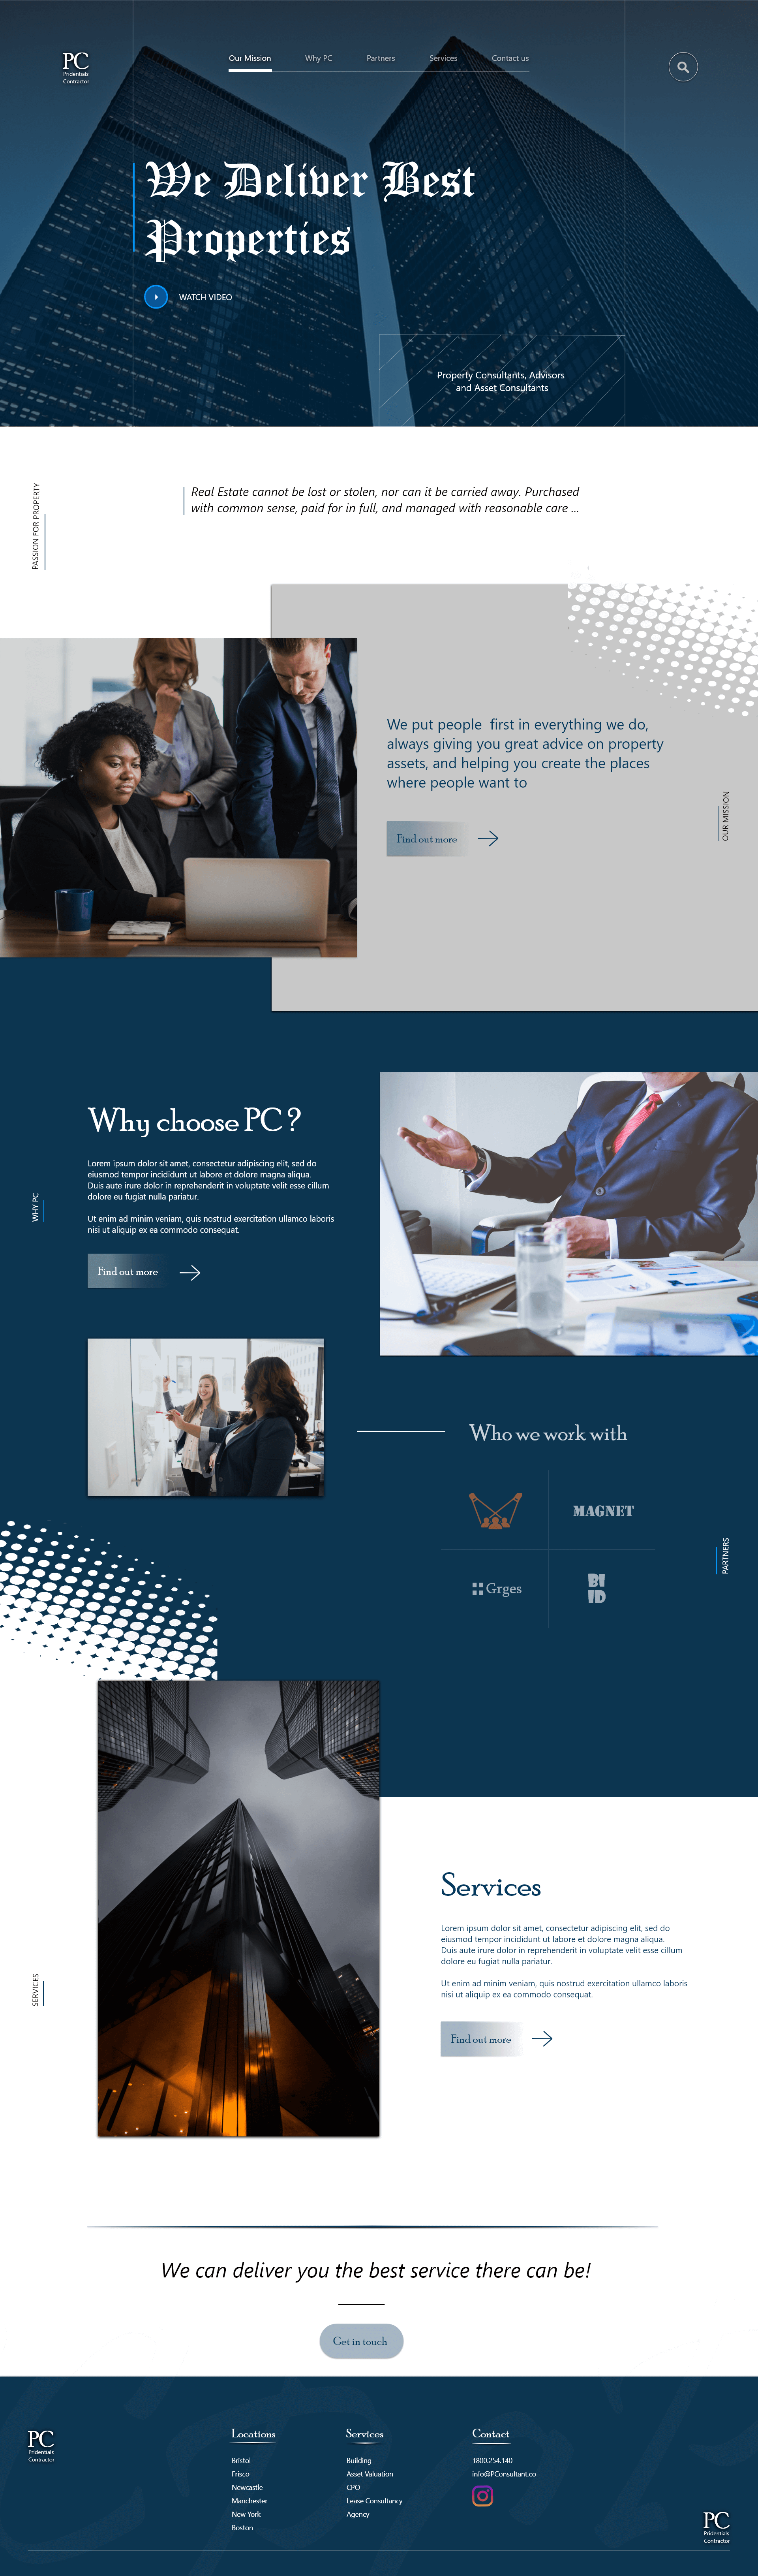 PC
Pridentials
Contractor
Our Mission
Why PC
Partners
Services
Contact us
We Deliver Best
Properties
WATCH VIDEO
Property Consultants, Advisors
and Asset Consultants
PASSION FOR PROPERTY
Real Estate cannot be lost or stolen, nor can it be carried away. Purchased
with common sense, paid for in full, and managed with reasonable care ...
We put people  first in everything we do,
always giving you great advice on property
assets, and helping you create the places
where people want to
OUR MISSION
Find out more
Why choose PC ?
Lorem ipsum dolor sit amet, consectetur adipiscing elit, sed do
eiusmod tempor incididunt ut labore et dolore magna aliqua.
Duis aute irure dolor in reprehenderit in voluptate velit esse cillum
dolore eu fugiat nulla pariatur.
WHY PC
Ut enim ad minim veniam, quis nostrud exercitation ullamco laboris
nisi ut aliquip ex ea commodo consequat.
Find out more
Who we work with
MAGNET
PARTNERS
Grges
BI
ID
Services
Lorem ipsum dolor sit amet, consectetur adipiscing elit, sed do
eiusmod tempor incididunt ut labore et dolore magna aliqua.
Duis aute irure dolor in reprehenderit in voluptate velit esse cillum
dolore eu fugiat nulla pariatur.
Ut enim ad minim veniam, quis nostrud exercitation ullamco laboris
nisi ut aliquip ex ea commodo consequat.
SERVICES
Find out more
We can deliver you the best service there can be!
Get in touch
PC
Pridentials
Contractor
Locations
Bristol
Frisco
Newcastle
Manchester
New York
Boston
Services
Building
Asset Valuation
CPO
Lease Consultancy
Agency
Contact
1800.254.140
info@PConsultant.co
PC
Pridentials
Contractor